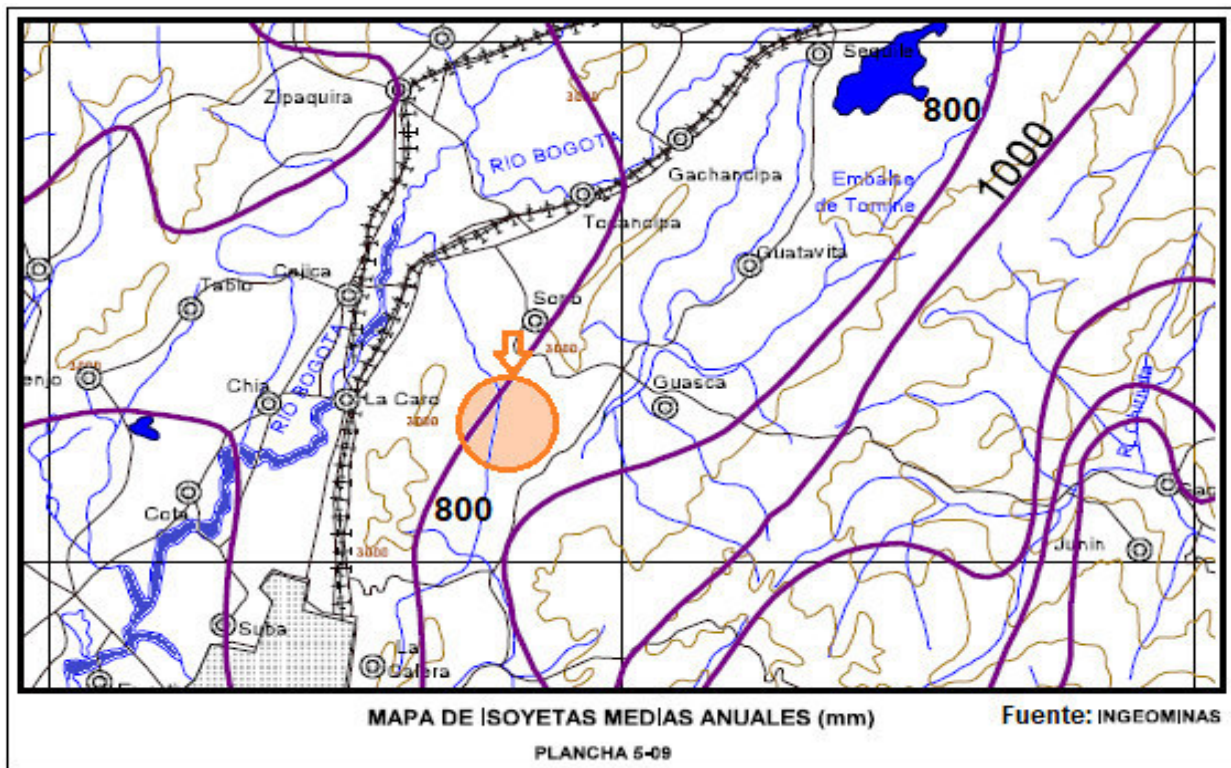 Sequile
Zipaquira
3000
800
RIO BOGOTA
1000
Gachancipa
Embalse
de Tomine
Tocancipa
Guatavita
Cajica
Tabio
Sopo
3000
RIO BOGOTA
3000
enjo
Chia
La Caro
Guasca
3000
800
Cota
3000
Junin
Suba
La
Calera
MAPA DE ISOYETAS MEDIAS ANUALES (mm)
Fuente: INGEOMINAS
PLANCHA 5-09